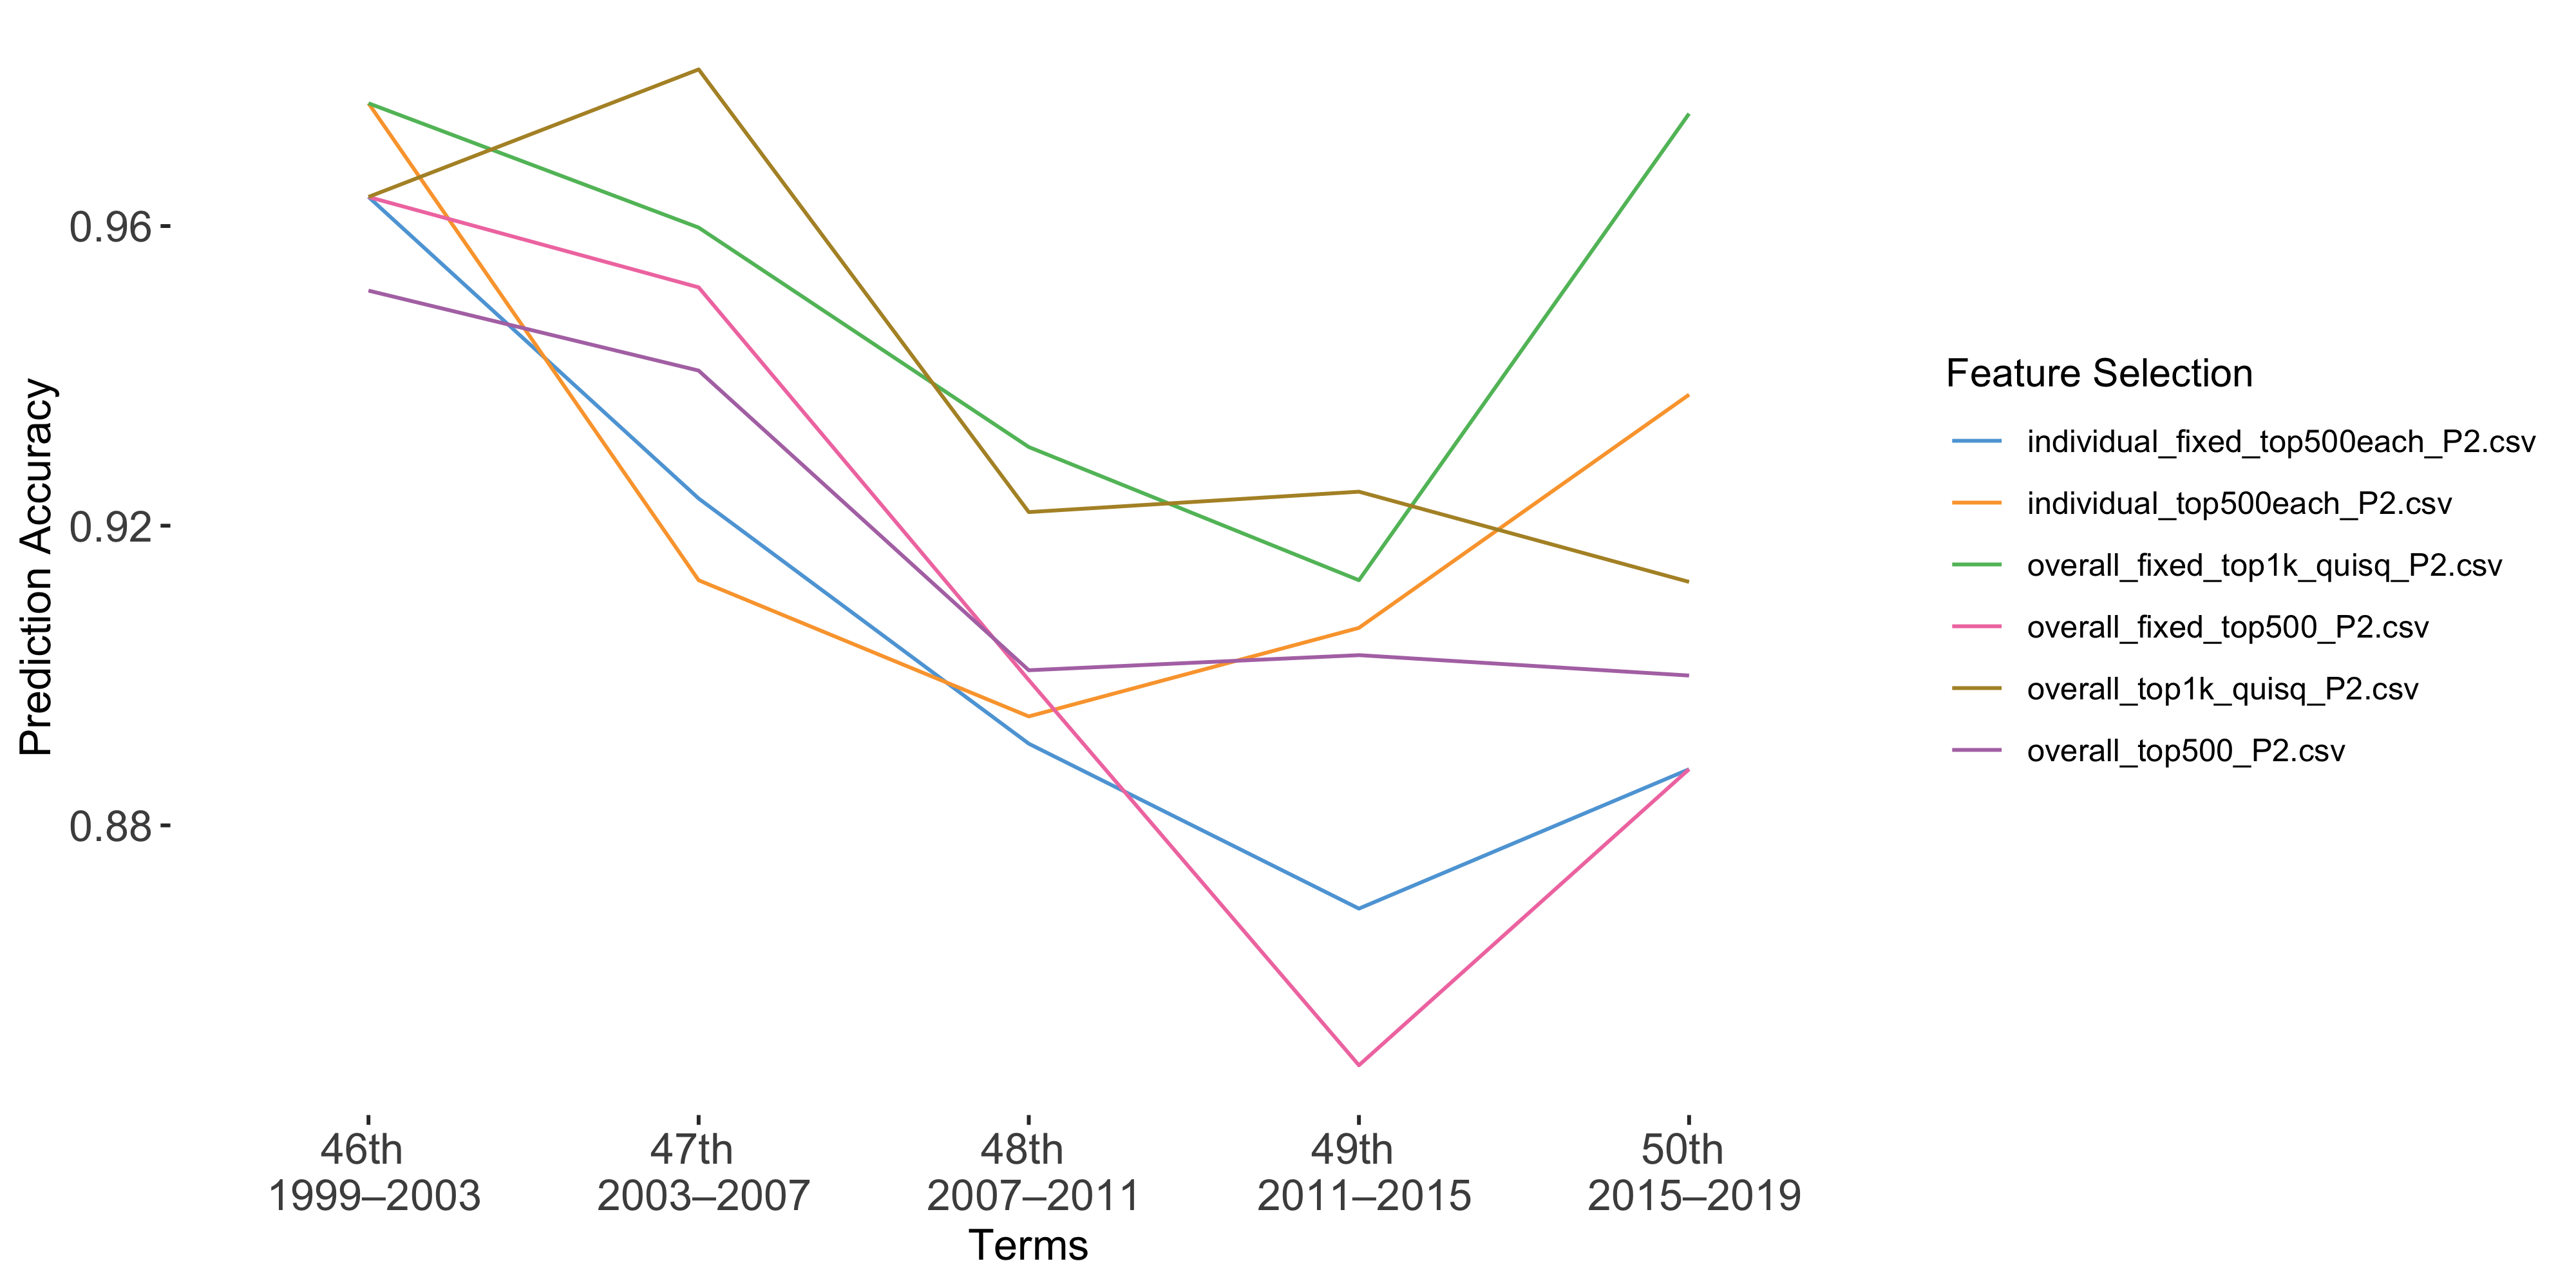 Prediction Accuracy
0.96
0.92
0.88
46th
1999–2003
47th
2003–2007
48th
2007–2011
49th
2011–2015
50th
2015–2019
Terms
Feature Selection
individual_fixed_top500each_P2.csv
individual_top500each_P2.csv
overall_fixed_top1k_quisq_P2.csv
overall_fixed_top500_P2.csv
overall_top1k_quisq_P2.csv
overall_top500_P2.csv